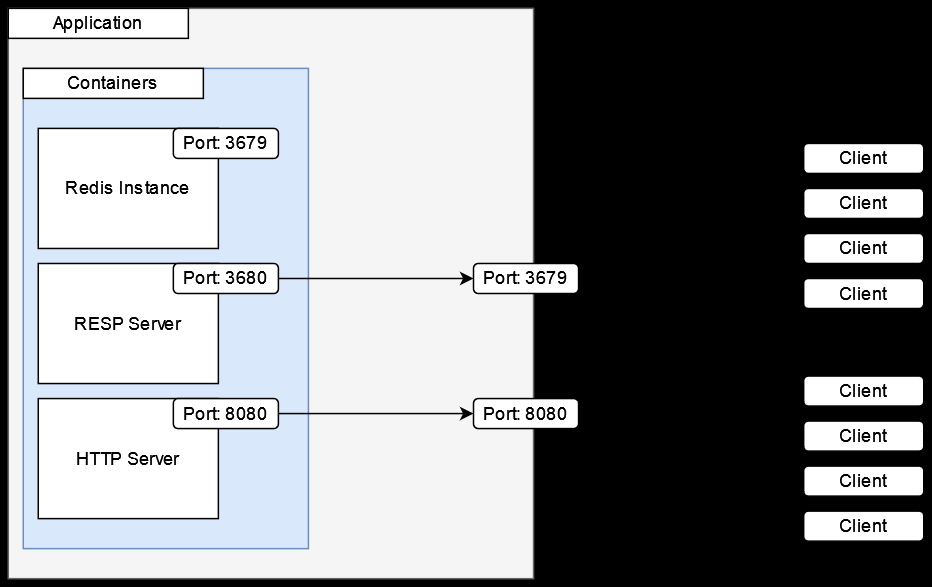 Application
Containers
Port: 3679
Redis Instance
Port: 3680
RESP Server
Port: 3679
Port: 8080
HTTP Server
Port: 8080
Client
Client
Client
Client
Client
Client
Client
Client